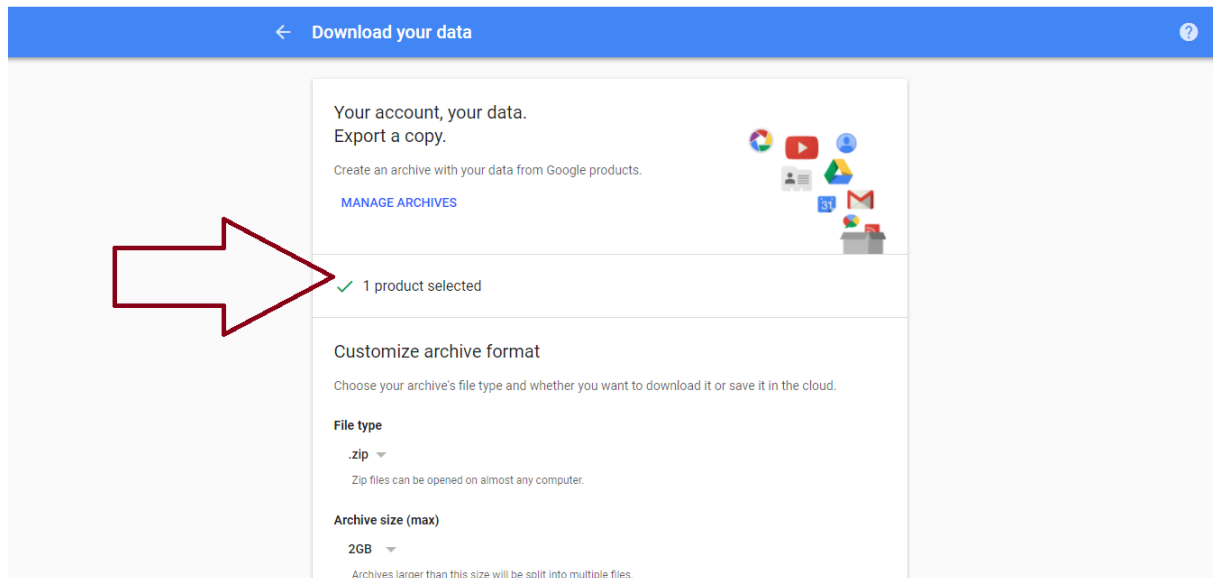 Download your data
Your account, your data.
Export a copy.
Create an archive with your data from Google products.
MANAGE ARCHIVES
31
1 product selected
Customize archive format
Choose your archive's file type and whether you want to download it or save it in the cloud.
File type
.zip
Zip files can be opened on almost any computer.
Archive size (max)
2GB
Archives larger than this size will be split into multiple files.